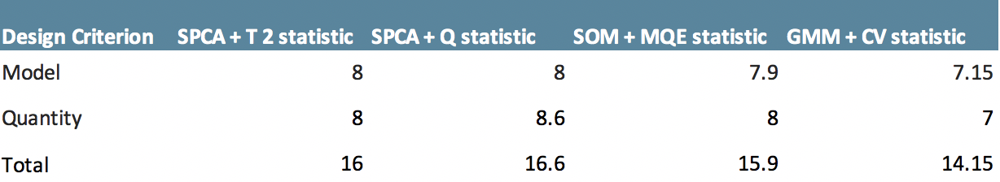 Design Criterion SPCA + T 2 statistic SPCA + Q statistic SOM + MQE statistic GMM + CV statistic
Model 8 8 7.9 7.15
Quantity 8 8.6 8 7
Total 16 16.6 15.9 14.15